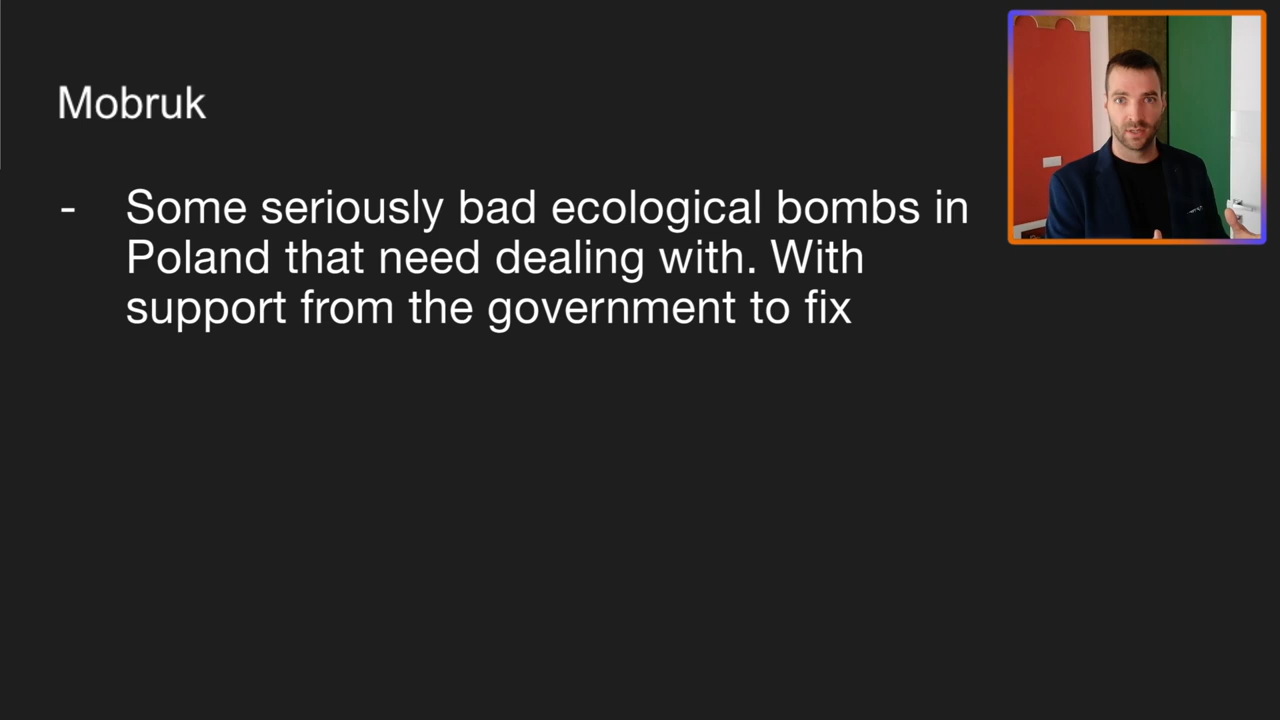 Mobruk
- Some seriously bad ecological bombs in
Poland that need dealing with. With
support from the government to fix